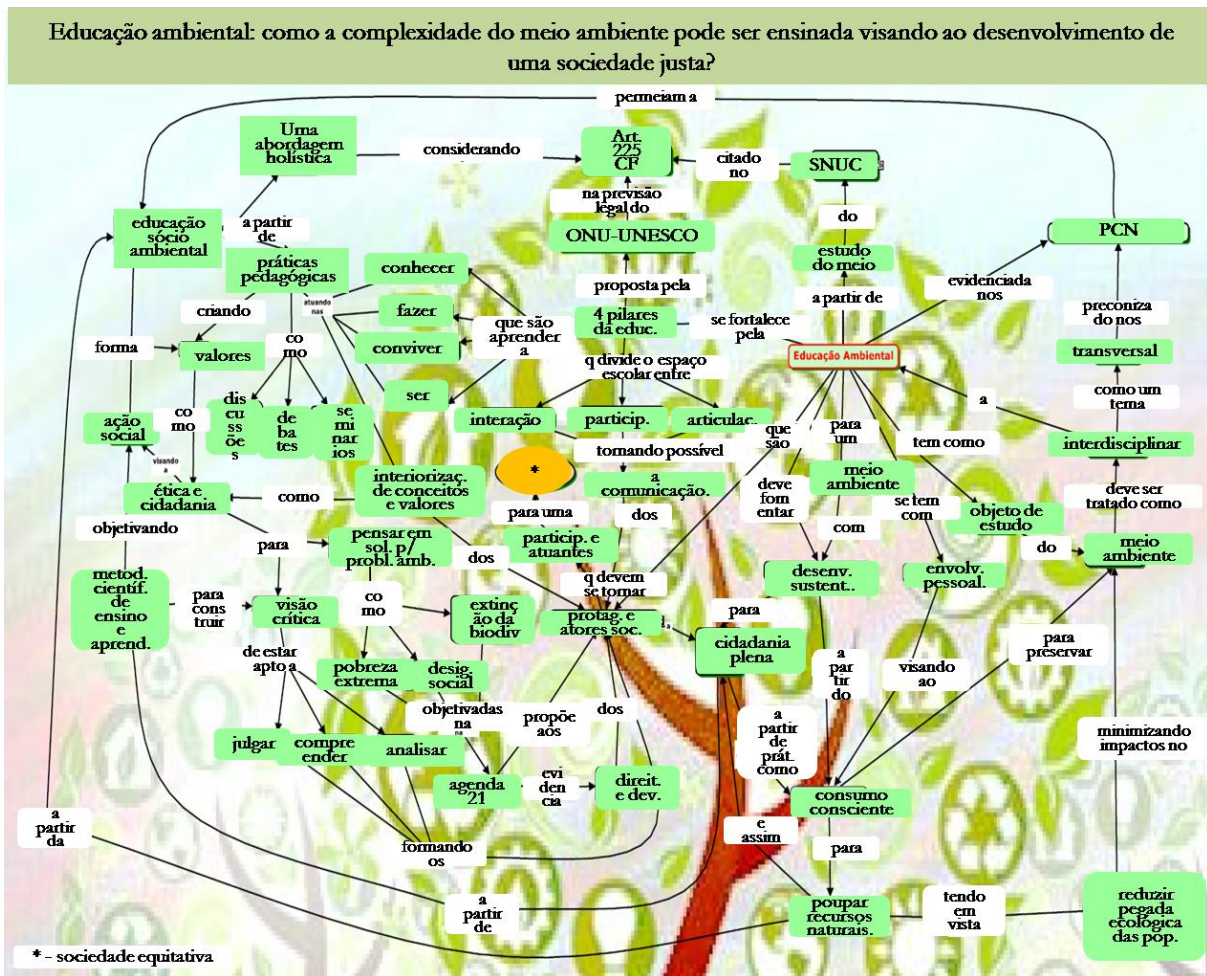 Educação ambiental: como a complexidade do meio ambiente pode ser ensinada visando ao desenvolvimento de
uma sociedade justa?
permeiam a
Uma
abordagem
holística
considerando
Art.
225
CF
citado
no
SNUC
na previsão
legal do
do
educação
sócio
ambiental
a partir
de
ONU-UNESCO
PCN
práticas
pedagógicas
conhecer
estudo
do meio
evidenciada
nos
atuando
nas
proposta pela
a partir de
criando
fazer
4 pilares
da educ.
se fortalece
pela
preconiza
do nos
que são
aprender
a
forma
valores
co
mo
conviver
q divide o espaço
escolar entre
Educação Ambiental
transversal
ser
como um
tema
a
dis
cu
ssõe
s
de
ba
tes
se
mi
nar
ios
interação
particip.
articulac.
que
são
para
um
tem como
interdisciplinar
ação
social
co
mo
visando
a
tornando possível
*
a
comunicação.
meio
ambiente
deve
fom
entar
se tem
com
deve ser
tratado como
ética e
cidadania
como
interiorizaç.
de conceitos
e valores
objeto de
estudo
objetivando
para uma
dos
para
pensar em
sol. p/
probl. amb.
particip. e
atuantes
com
do
meio
ambiente
dos
metod.
científ.
de
ensino
e
aprend.
para
cons
truir
visão
crítica
co
mo
extinç
ão da
biodiv
q devem
se tornar
desenv.
sustent..
envolv.
pessoal.
protag. e
atores soc.
para
cidadania
plena
de estar
apto a
pobreza
extrema
desig.
social
a
par
tir
do
visando
ao
para
preservar
objetivadas
na
propõe
aos
dos
a
partir
de
prát.
como
julgar
compre
ender
analisar
minimizando
impactos no
agenda
21
evi
den
cia
direit.
e dev.
consumo
consciente
a
partir
da
e
assim
formando
os
para
a
partir
de
poupar
recursos
naturais.
tendo
em
vista
reduzir
pegada
ecológica
das pop.
* - sociedade equitativa